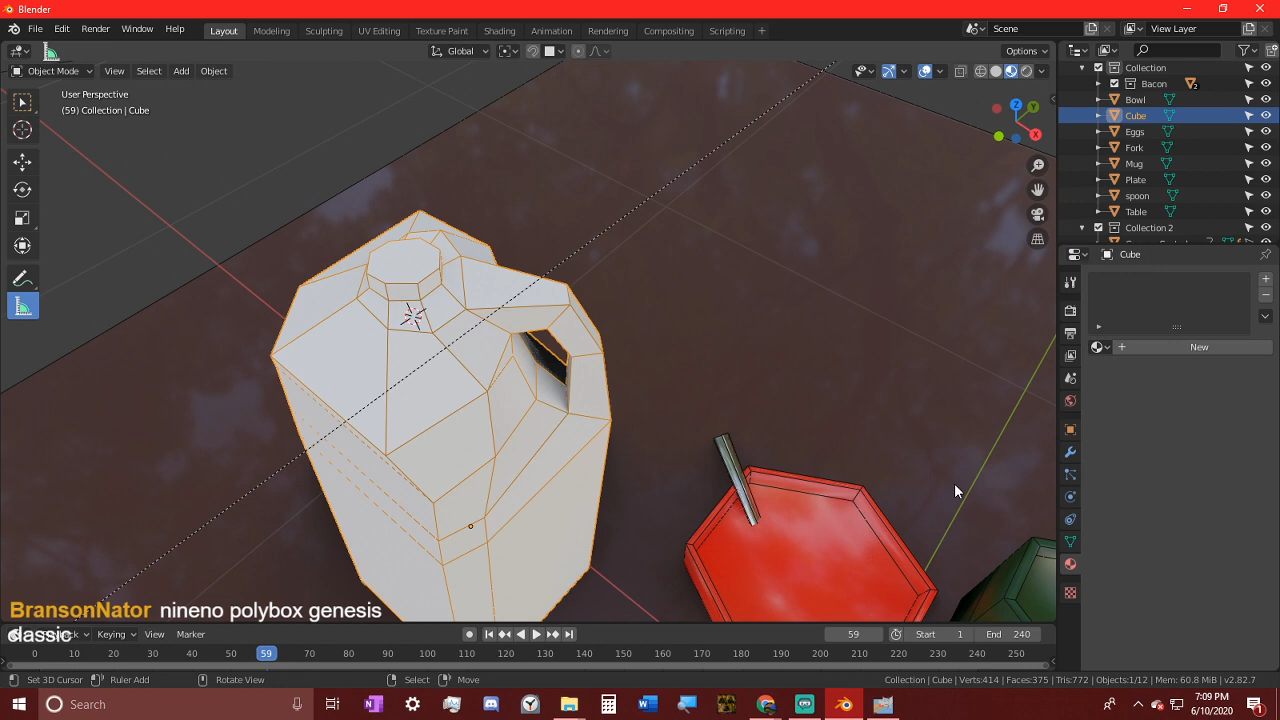 Blender
File Edit Render Window Help
Layout Modeling Sculpting UV Editing Texture Paint Shading Animation Rendering Compositing Scripting +
Scene
View Layer
Global
Options
Object Mode View Select Add Object
User Perspective
(59) Collection | Cube
Z
Y
X
Collection
Bacon 2
Bowl
Cube
Eggs
Fork
Mug
Plate
spoon
Table
Collection 2
Cube
New
BransonNator nineno polybox genesis
classic
Keying View Marker
59 Start 1 End 240
0 10 20 30 40 50 59 70 80 90 100 110 120 130 140 150 160 170 180 190 200 210 220 230 240 250
Set 3D Cursor Ruler Add Rotate View Select Move
Collection | Cube | Verts:414 | Faces:375 | Tris:772 | Objects:1/12 | Mem: 60.8 MiB | v2.82.7
Search
7:09 PM
6/10/2020
1